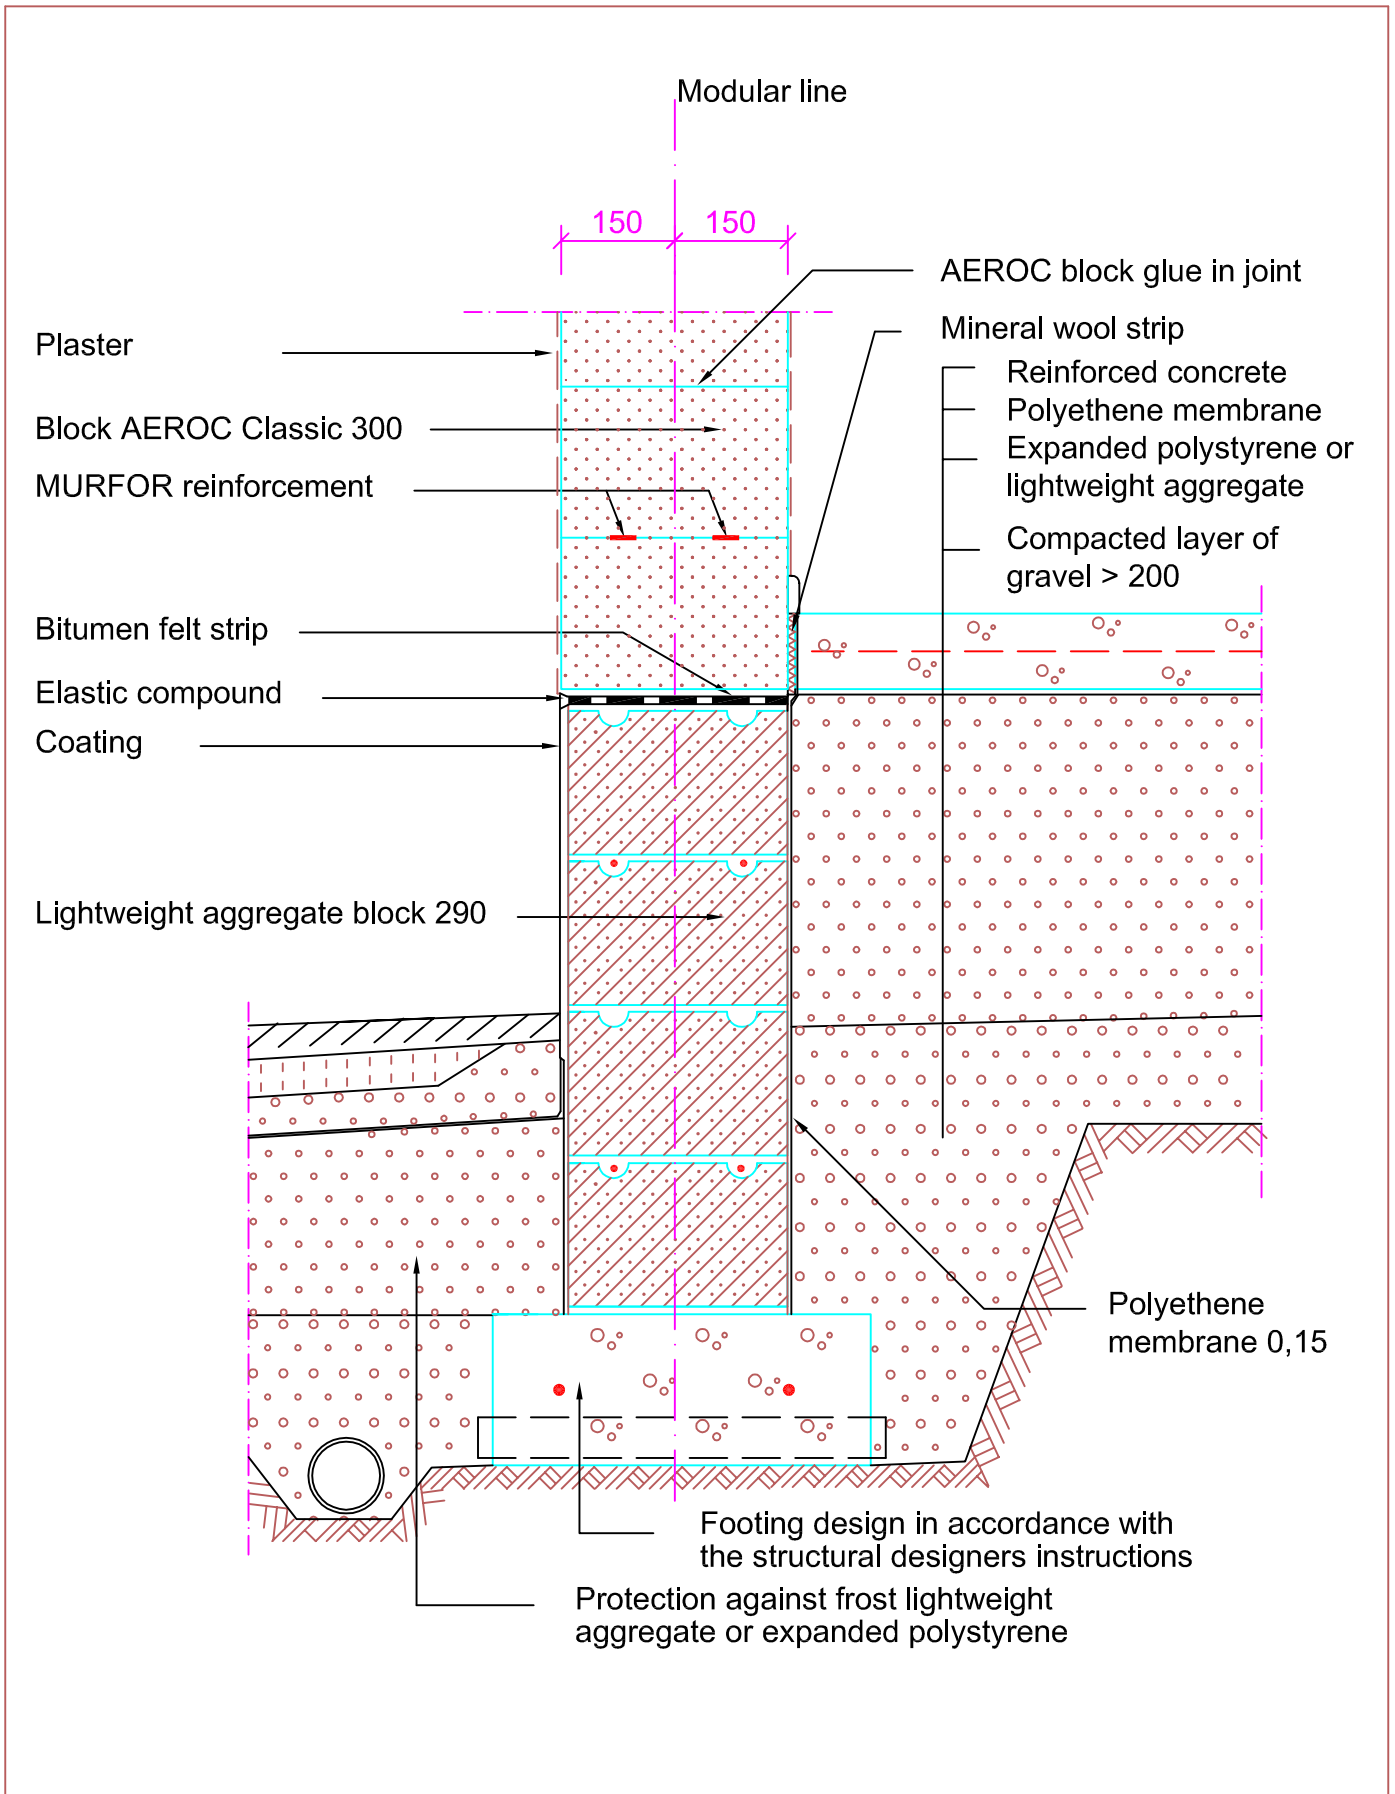 Modular line
150
150
AEROC block glue in joint
Mineral wool strip
Plaster
Reinforced concrete
Polyethene membrane
Block AEROC Classic 300
Expanded polystyrene or
lightweight aggregate
MURFOR reinforcement
Compacted layer of
gravel > 200
Bitumen felt strip
Elastic compound
Coating
Lightweight aggregate block 290
Polyethene
membrane 0,15
Footing design in accordance with
the structural designers instructions
Protection against frost lightweight
aggregate or expanded polystyrene